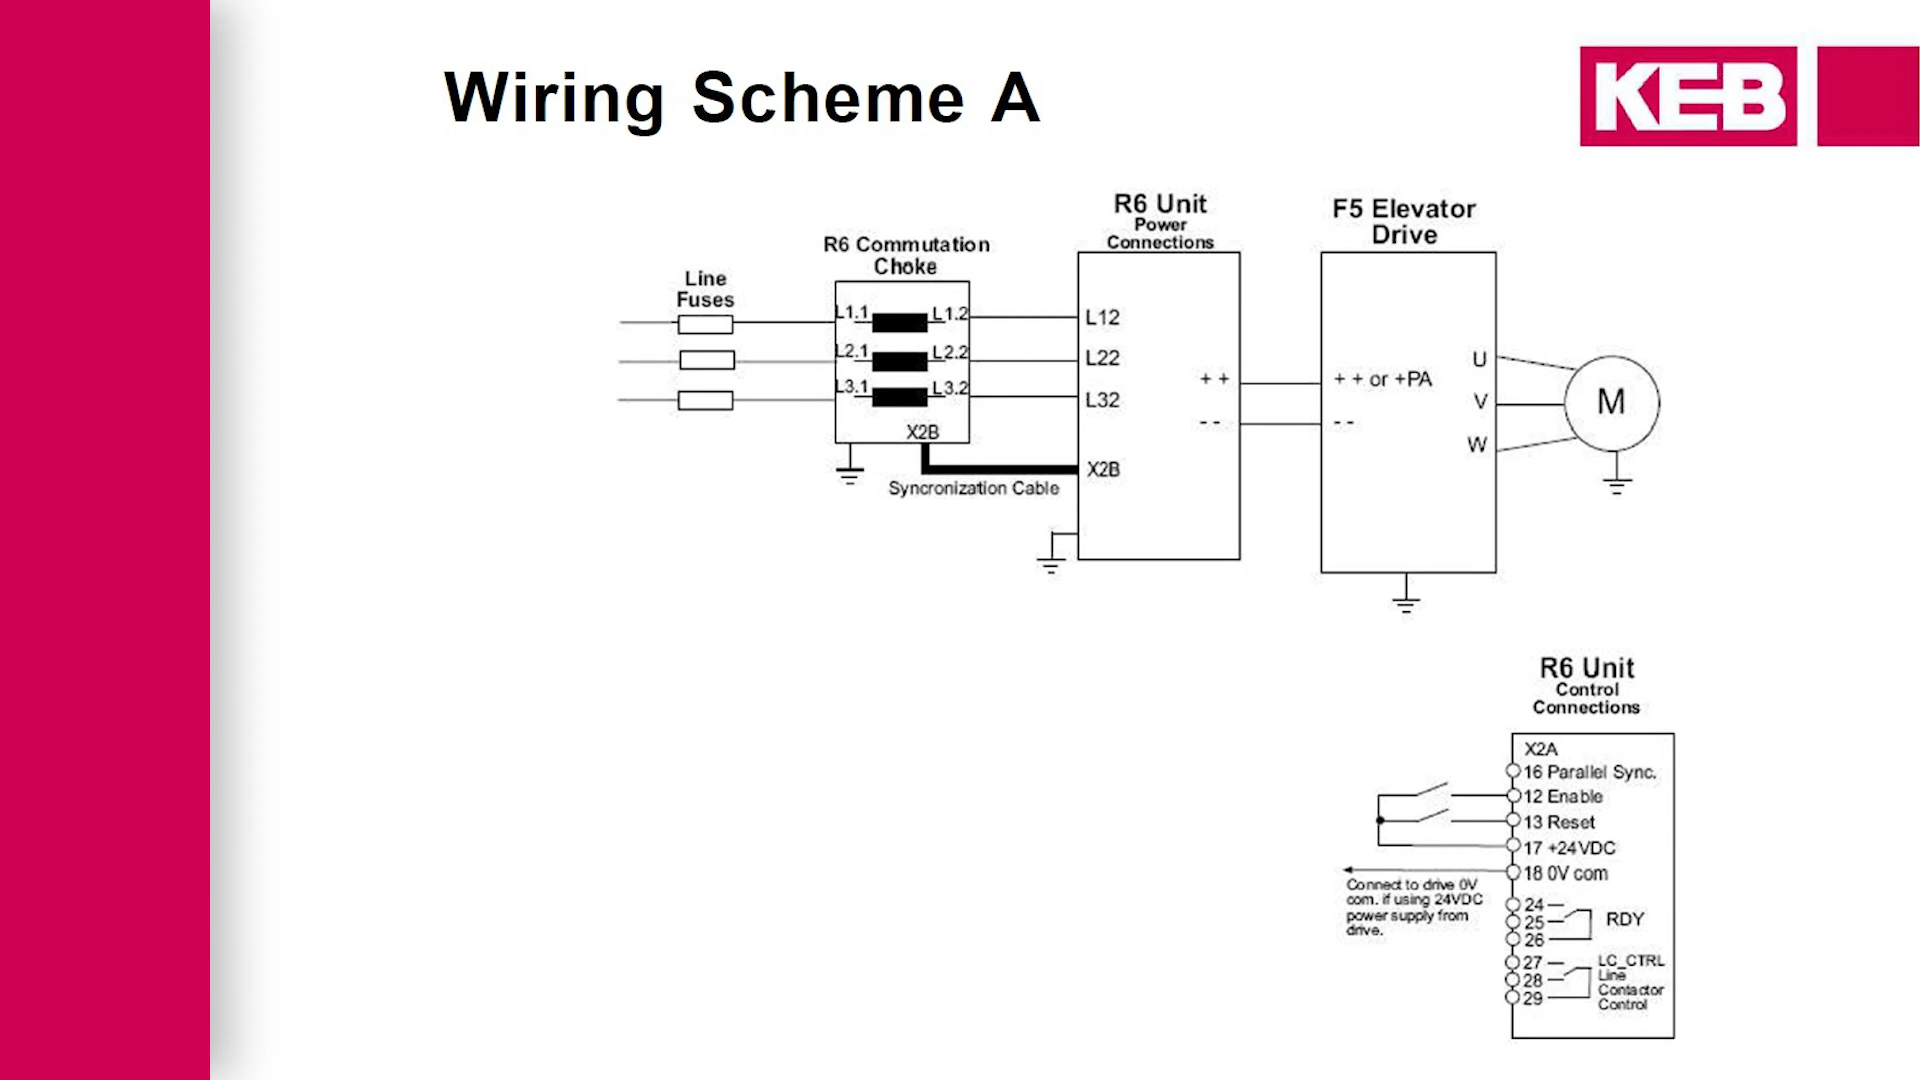 Wiring Scheme A
KEB
R6 Unit
Power
Connections
F5 Elevator
Drive
R6 Commutation
Choke
Line
Fuses
L1.1
L1.2
L12
L2.1
L2.2
L22
L3.1
L3.2
L32
X2B
X2B
Syncronization Cable
+ +
- -
+ + or +PA
- -
U
V
W
M
R6 Unit
Control
Connections
X2A
16 Parallel Sync.
12 Enable
13 Reset
17 +24VDC
18 0V com
Connect to drive 0V
com. if using 24VDC
power supply from
drive.
24
25
26
RDY
27
28
29
LC_CTRL
Line
Contactor
Control